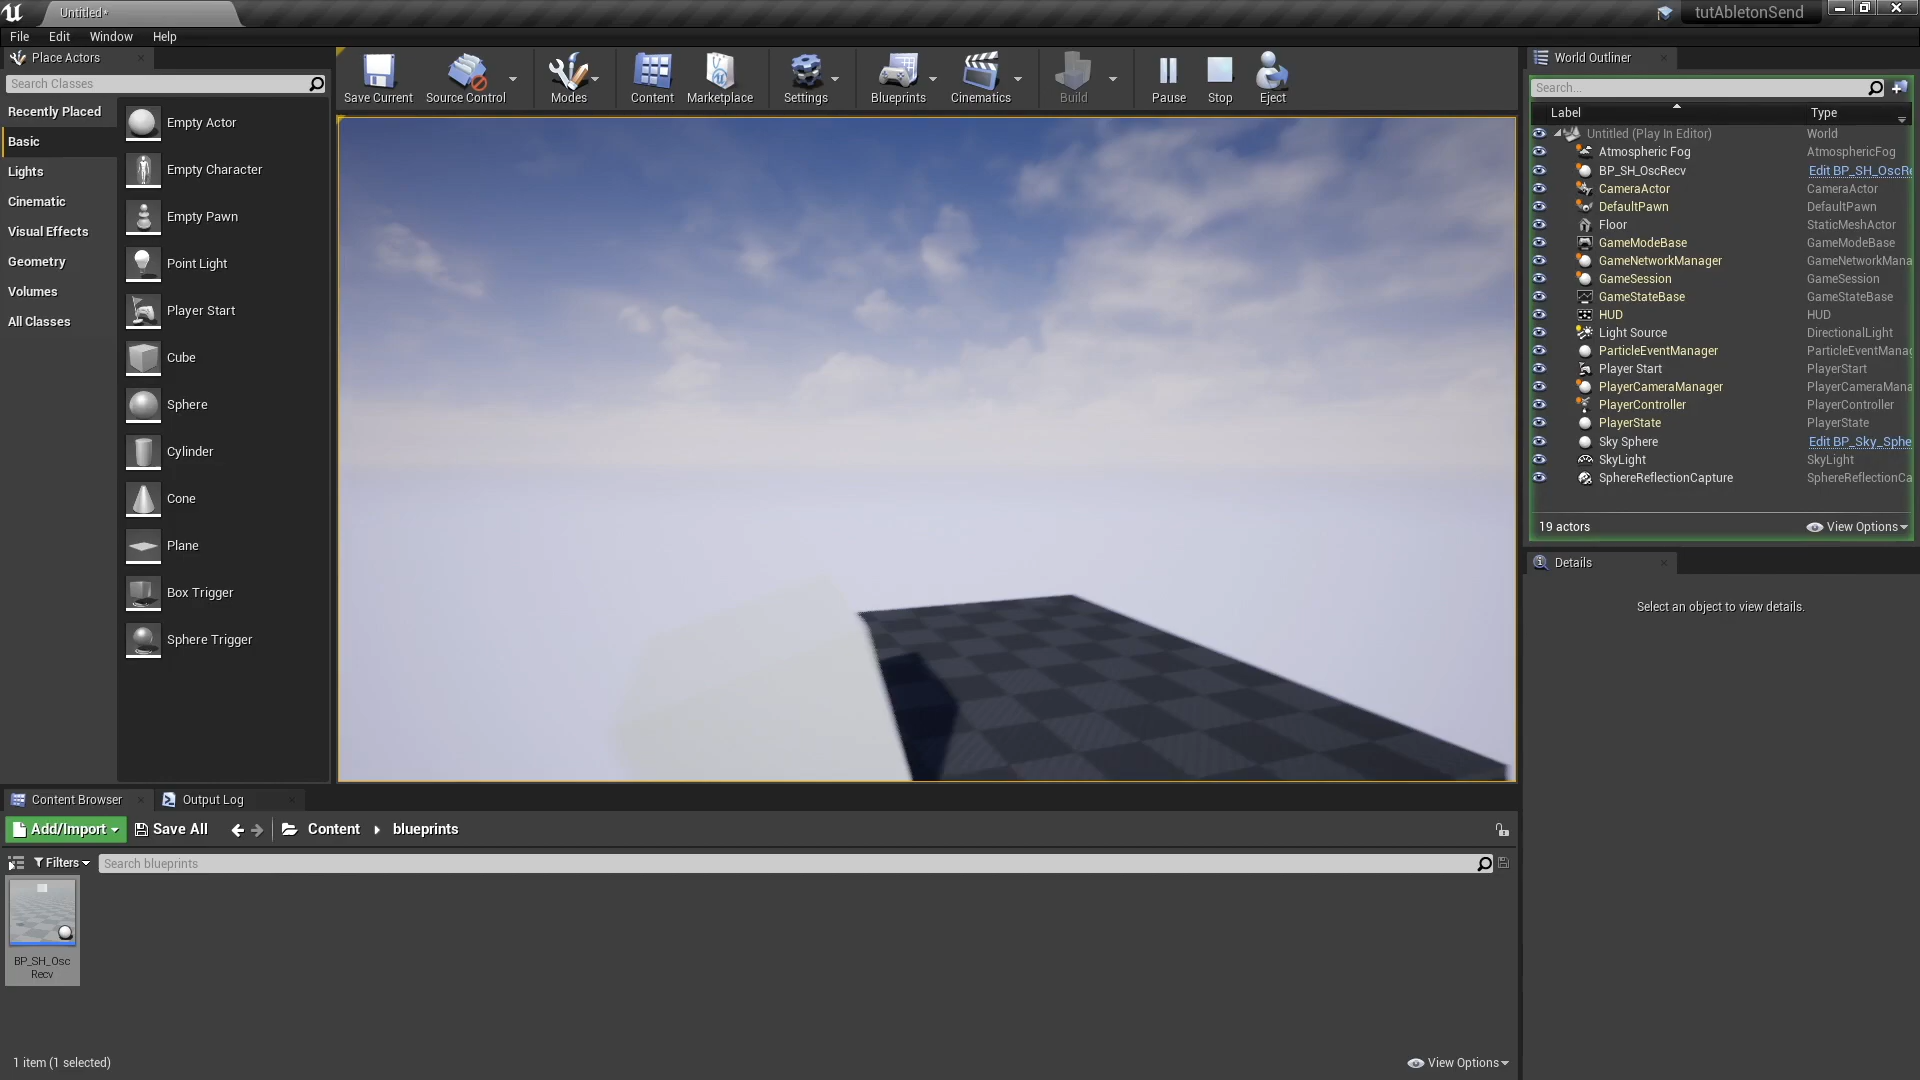 Untitled*
tutAbletonSend
File Edit Window Help
Place Actors
Search Classes
Recently Placed
Basic
Lights
Cinematic
Visual Effects
Geometry
Volumes
All Classes
Empty Actor
Empty Character
Empty Pawn
Point Light
Player Start
Cube
Sphere
Cylinder
Cone
Plane
Box Trigger
Sphere Trigger
Save Current Source Control Modes Content Marketplace Settings Blueprints Cinematics Build Pause Stop Eject
World Outliner
Search...
Label Type
Untitled (Play In Editor) World
Atmospheric Fog AtmosphericFog
BP_SH_OscRecv Edit BP_SH_OscRe
CameraActor CameraActor
DefaultPawn DefaultPawn
Floor StaticMeshActor
GameModeBase GameModeBase
GameNetworkManager GameNetworkMana
GameSession GameSession
GameStateBase GameStateBase
HUD HUD
Light Source DirectionalLight
ParticleEventManager ParticleEventManag
Player Start PlayerStart
PlayerCameraManager PlayerCameraMana
PlayerController PlayerController
PlayerState PlayerState
Sky Sphere Edit BP_Sky_Sphe
SkyLight SkyLight
SphereReflectionCapture SphereReflectionCa
19 actors View Options
Details
Select an object to view details.
Content Browser Output Log
Add/Import Save All Content blueprints
Filters Search blueprints
BP_SH_Osc
Recv
1 item (1 selected) View Options